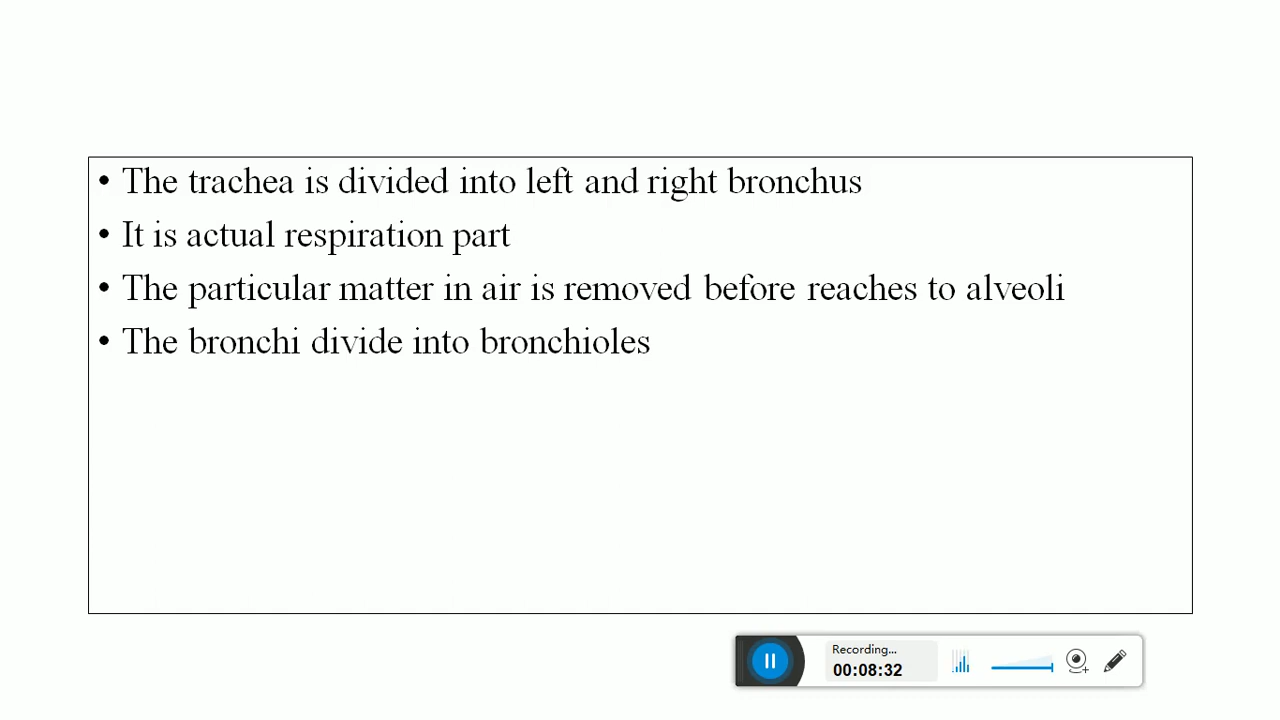 • The trachea is divided into left and right bronchus
• It is actual respiration part
• The particular matter in air is removed before reaches to alveoli
• The bronchi divide into bronchioles
Recording...
00:08:32